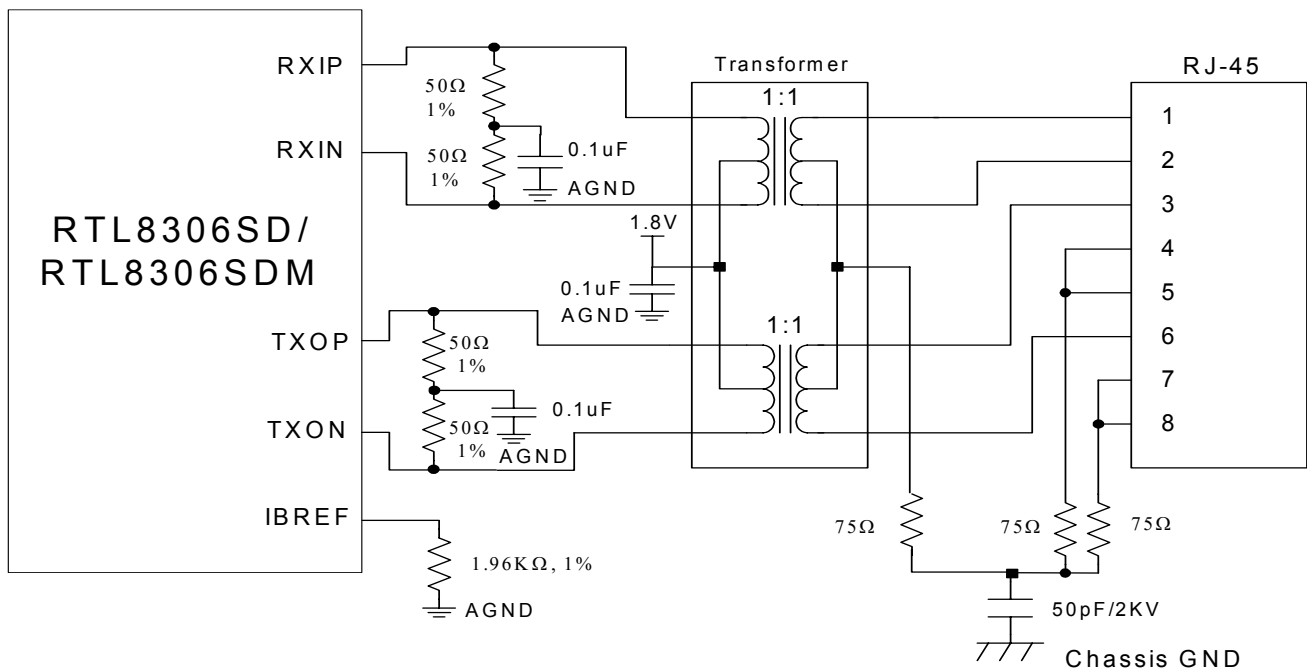 RXIP
50Ω
1%
RXIN
50Ω
1%
0.1uF
AGND
RTL8306SD/
RTL8306SDM
TXOP
50Ω
1%
TXON
50Ω
1%
0.1uF
AGND
IBREF
1.96KΩ, 1%
AGND
Transformer
1:1
1.8V
0.1uF
AGND
1:1
RJ-45
1
2
3
4
5
6
7
8
75Ω
75Ω
75Ω
50pF/2KV
Chassis GND